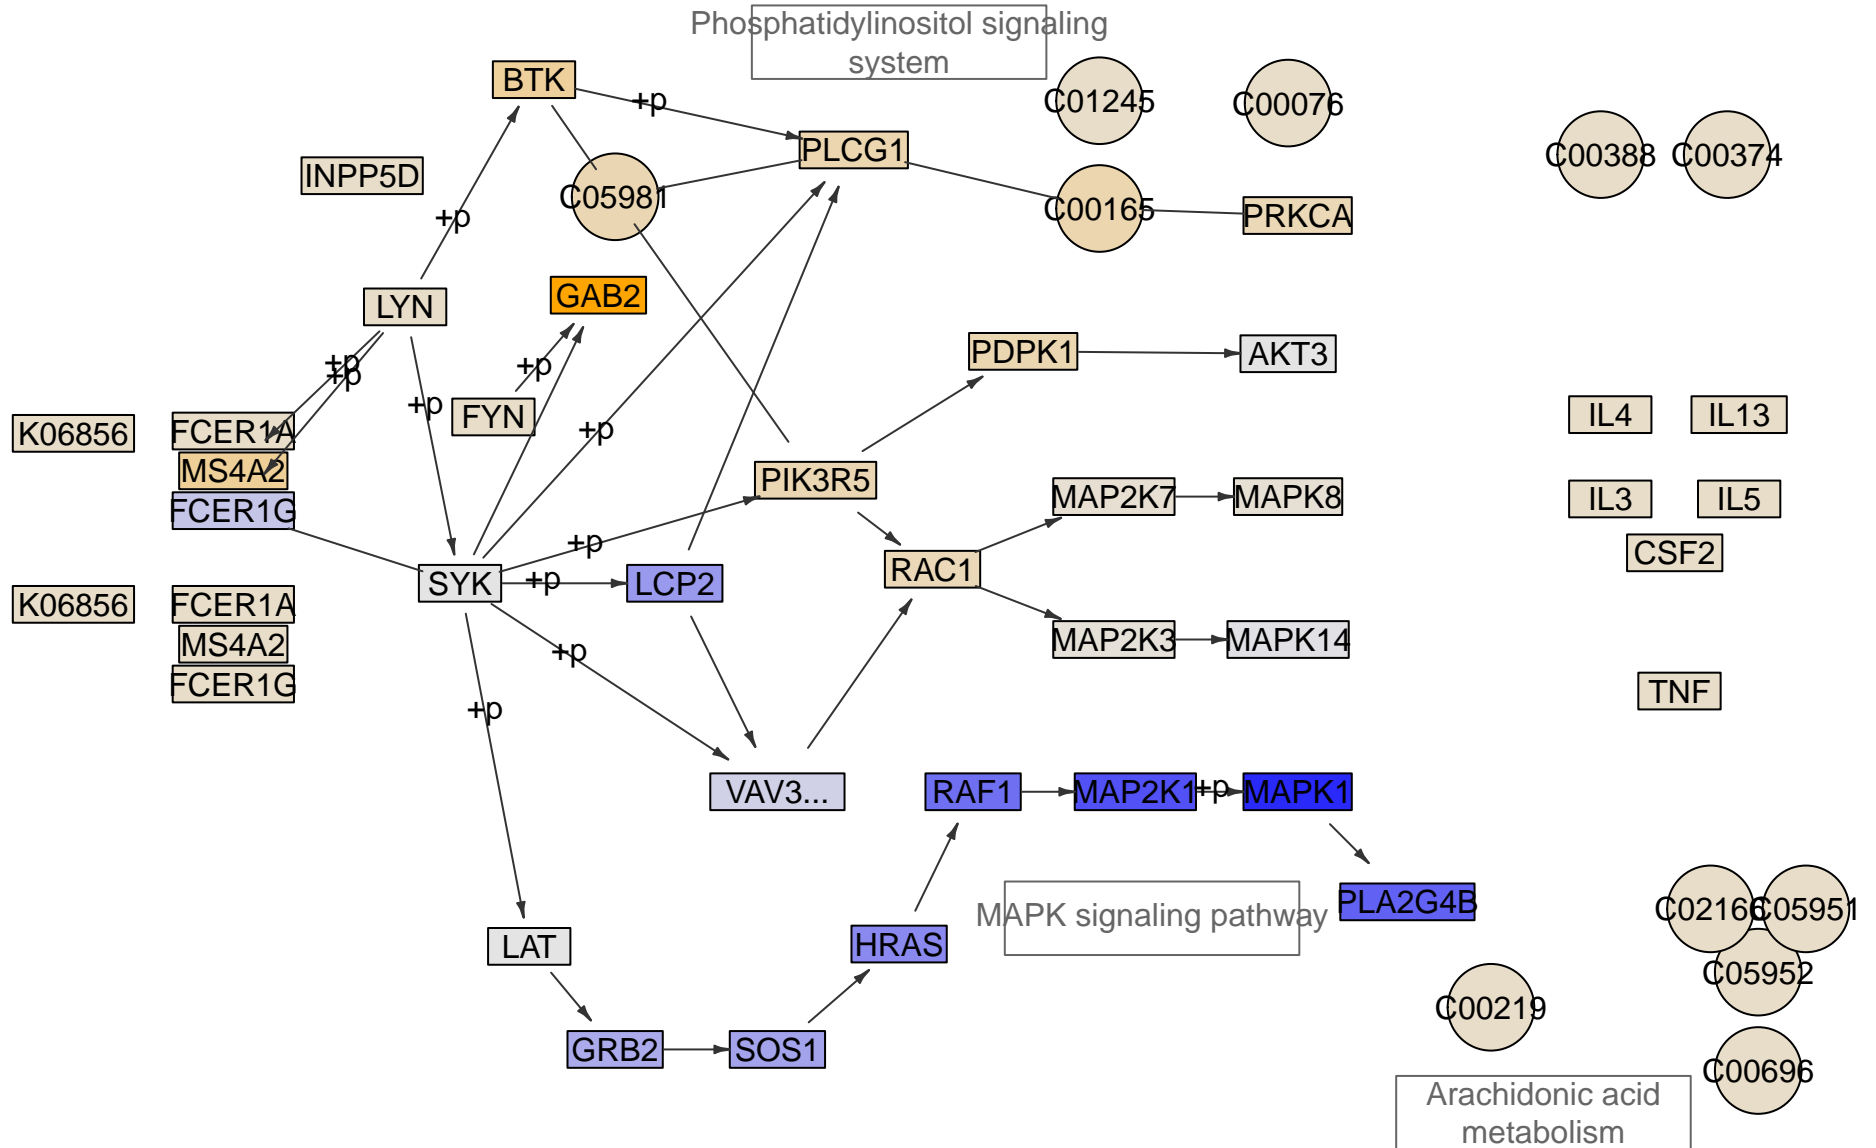 Phosphatidylinositol signaling
system
BTK
+p
C01245
C00076
PLCG1
C00388
C00374
INPP5D
C05981
C00165
PRKCA
+p
LYN
GAB2
PDPK1
AKT3
+p
+p
+p
+p
FYN
+p
K06856
FCER1A
MS4A2
FCER1G
IL4
IL13
PIK3R5
MAP2K7
MAPK8
IL3
IL5
+p
CSF2
SYK
+p
LCP2
RAC1
K06856
FCER1A
MS4A2
FCER1G
+p
MAP2K3
MAPK14
TNF
+p
VAV3...
RAF1
MAP2K1
+p
MAPK1
MAPK signaling pathway
PLA2G4B
C02166
C05951
C05952
LAT
HRAS
C00219
GRB2
SOS1
C00696
Arachidonic acid
metabolism